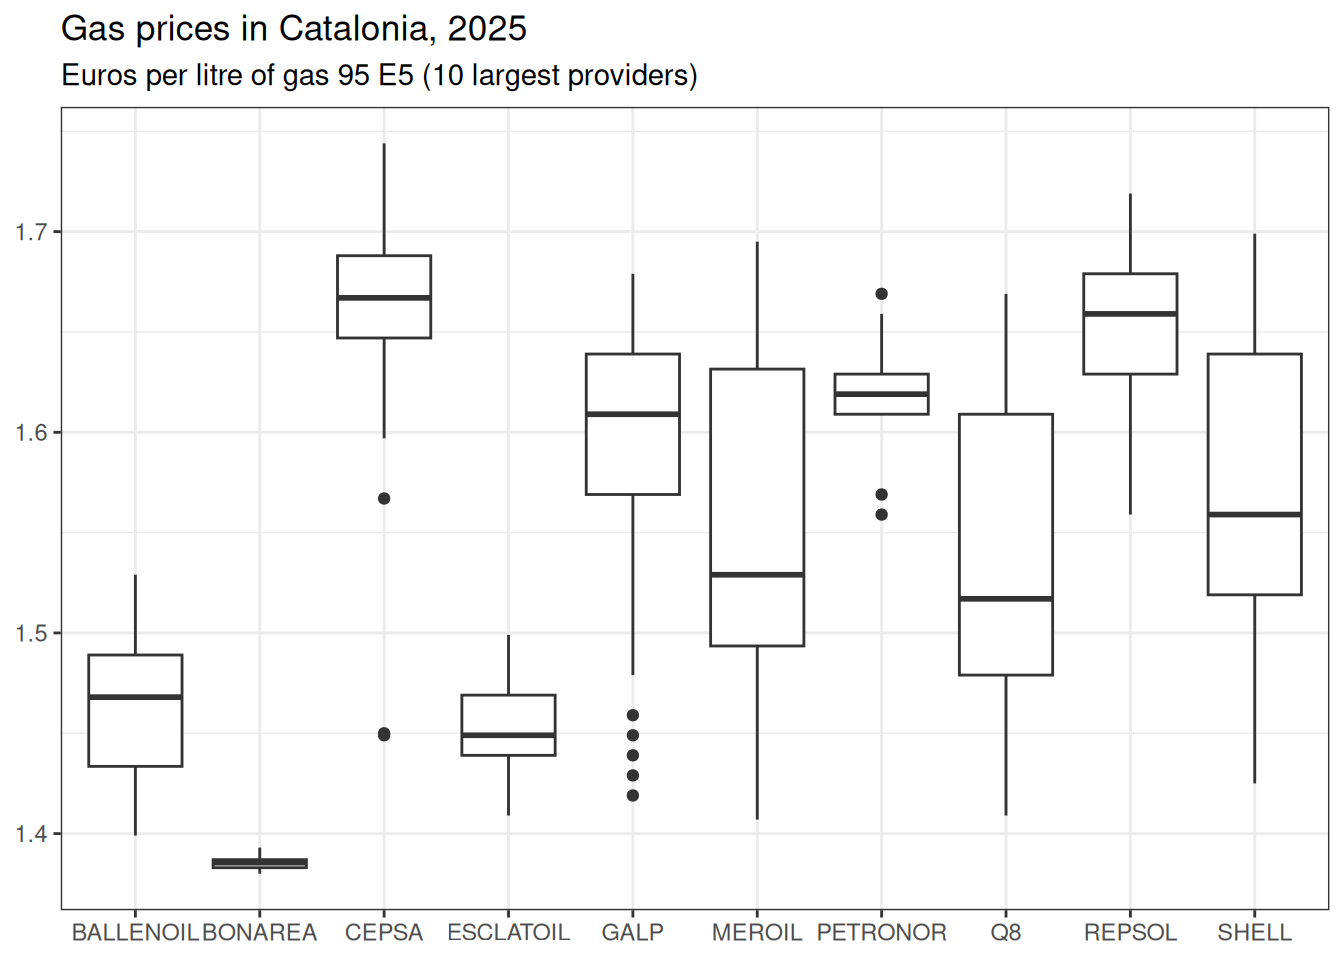 Gas prices in Catalonia, 2025
Euros per litre of gas 95 E5 (10 largest providers)
1.7
1.6
1.5
1.4
BALLENOIL BONAREA CEPSA ESCLATOIL GALP MEROIL PETRONOR Q8 REPSOL SHELL